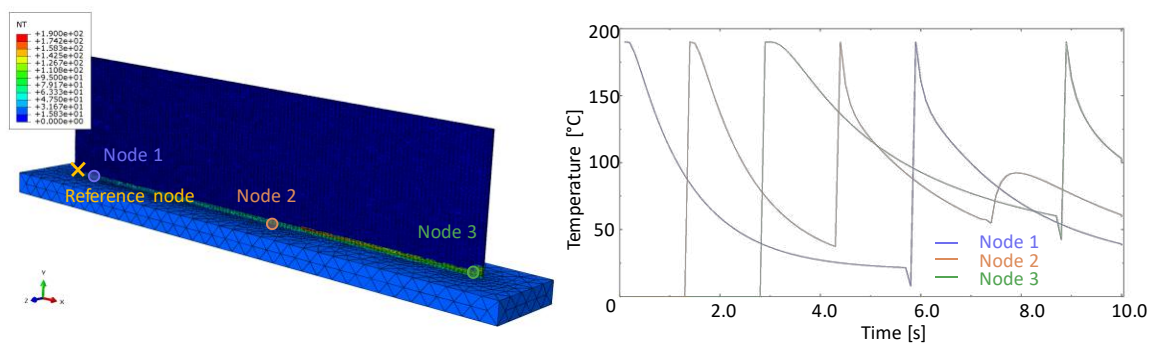 NT
+1.900e+02
+1.742e+02
+1.583e+02
+1.425e+02
+1.267e+02
+1.108e+02
+9.500e+01
+7.917e+01
+6.333e+01
+4.750e+01
+3.167e+01
+1.583e+01
+0.000e+00
Node 1
Reference node
Node 2
Node 3
Y
Z
X
200
150
100
50
0
Temperature [°C]
Node 1
Node 2
Node 3
2.0
4.0
6.0
8.0
10.0
Time [s]